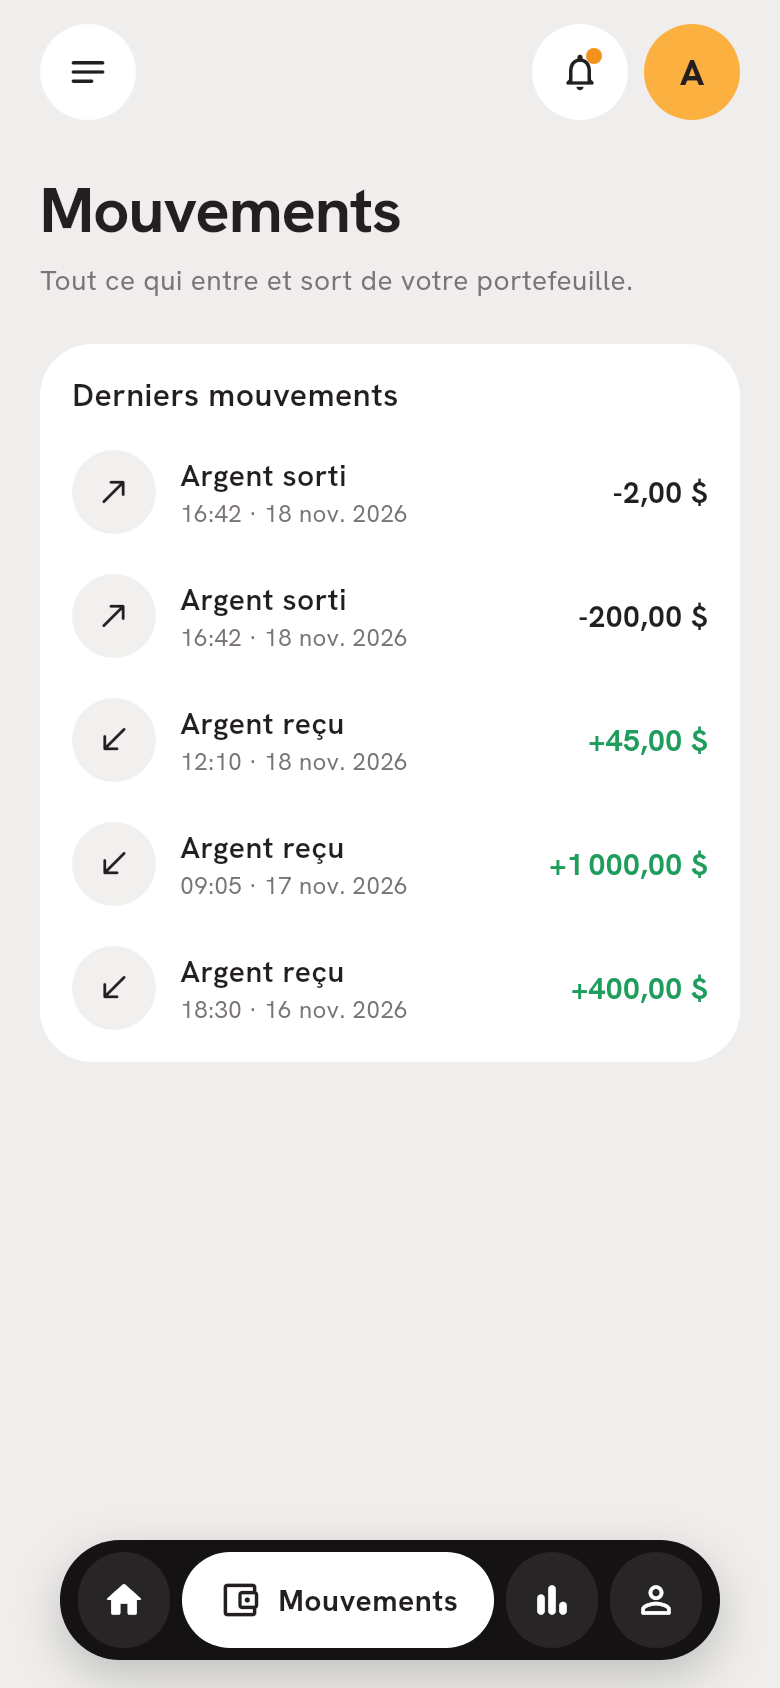 A
Mouvements
Tout ce qui entre et sort de votre portefeuille.
Derniers mouvements
Argent sorti
16:42 · 18 nov. 2026
-2,00 $
Argent sorti
16:42 · 18 nov. 2026
-200,00 $
Argent reçu
12:10 · 18 nov. 2026
+45,00 $
Argent reçu
09:05 · 17 nov. 2026
+1 000,00 $
Argent reçu
18:30 · 16 nov. 2026
+400,00 $
Mouvements